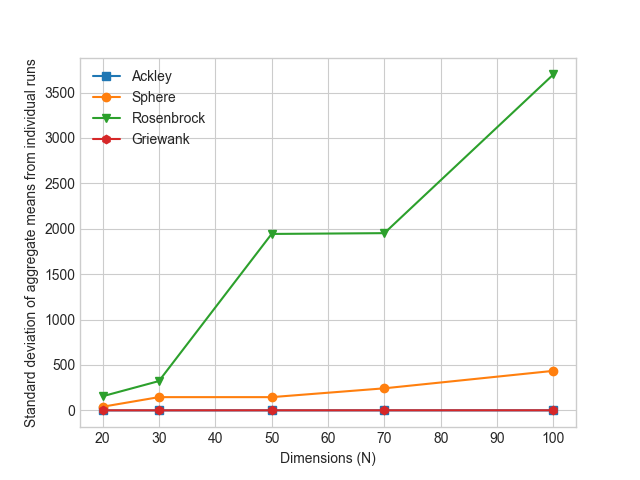 Ackley
Sphere
Rosenbrock
Griewank
Standard deviation of aggregate means from individual runs
3500
3000
2500
2000
1500
1000
500
0
20 30 40 50 60 70 80 90 100
Dimensions (N)